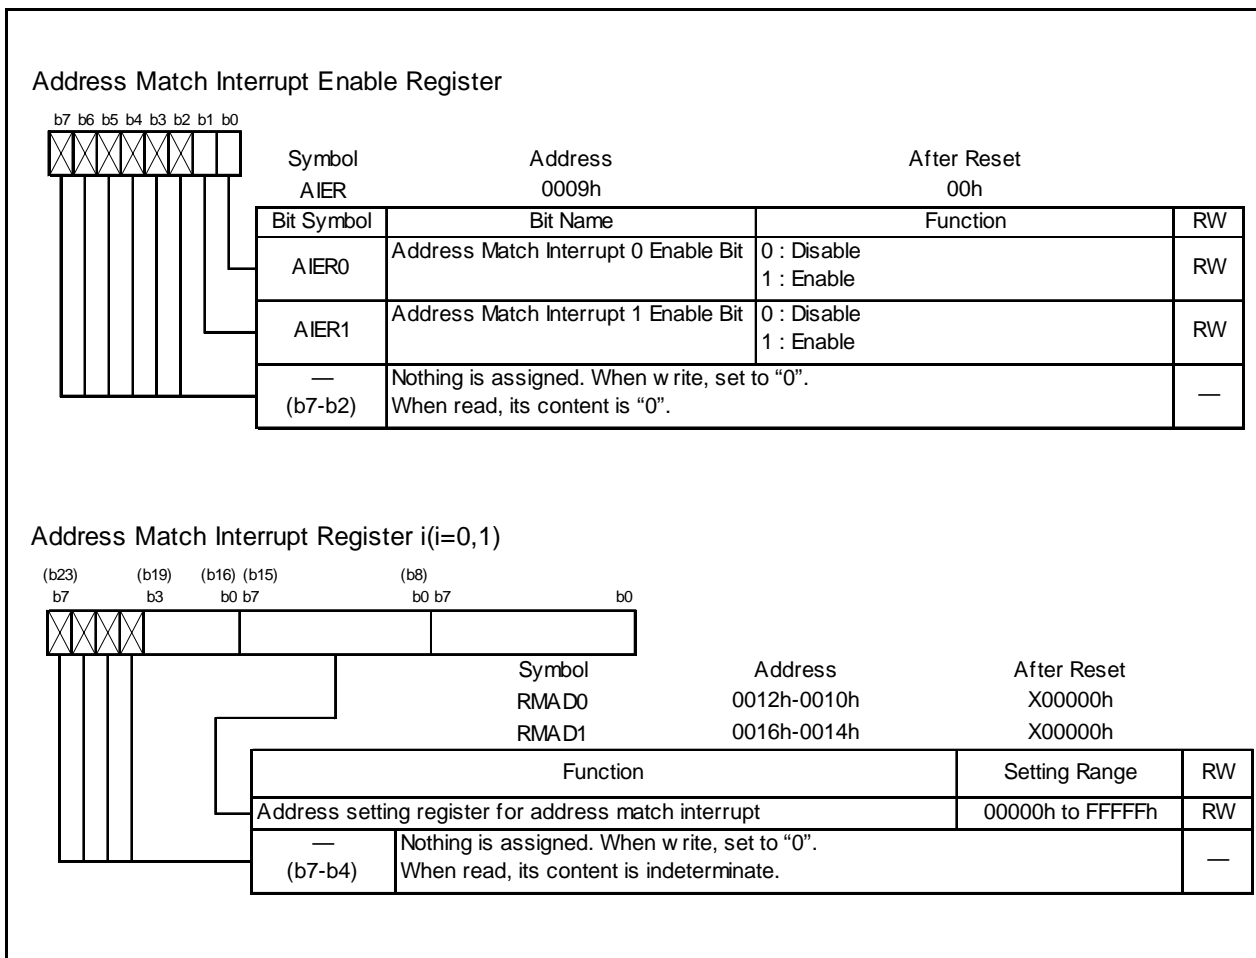 Address Match Interrupt Enable Register
b7 b6 b5 b4 b3 b2 b1 b0
Symbol Address After Reset
AIER 0009h 00h
Bit Symbol Bit Name Function RW
AIER0 Address Match Interrupt 0 Enable Bit 0 : Disable RW
1 : Enable
AIER1 Address Match Interrupt 1 Enable Bit 0 : Disable RW
1 : Enable
— Nothing is assigned. When write, set to “0”. —
(b7-b2) When read, its content is “0”.
Address Match Interrupt Register i(i=0,1)
(b23) (b19) (b16) (b15) (b8)
b7 b3 b0 b7 b0 b7 b0
Symbol Address After Reset
RMAD0 0012h-0010h X00000h
RMAD1 0016h-0014h X00000h
Function Setting Range RW
Address setting register for address match interrupt 00000h to FFFFFh RW
— Nothing is assigned. When write, set to “0”. —
(b7-b4) When read, its content is indeterminate.